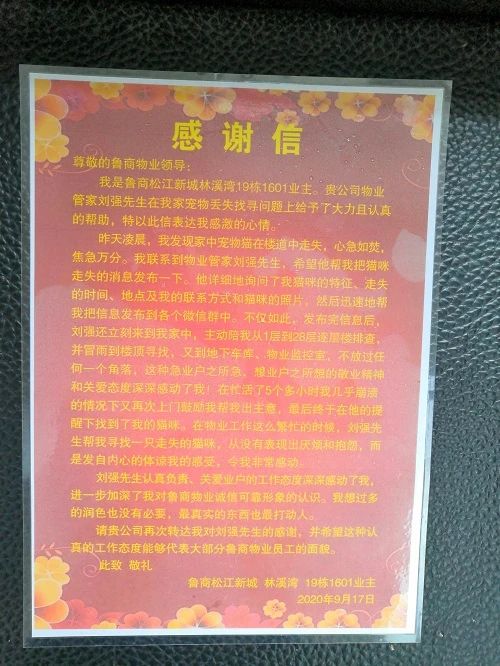 感谢信
尊敬的鲁商物业领导：
我是鲁商松江新城林溪湾19栋1601业主。贵公司物业
管家刘强先生在我家宠物丢失找寻问题上给予了大力且认真
的帮助，特以此信表达我感激的心情。
昨天凌晨，我发现家中宠物猫在楼道中走失，心急如焚，
焦急万分。我联系到物业管家刘强先生，希望他帮我把猫咪
走失的消息发布一下。他详细地询问了我猫咪的特征、走失
的时间、地点及我的联系方式和猫咪的照片，然后迅速地帮
我把信息发布到各个微信群中。不仅如此，发布完信息后，
刘强还立刻来到我家中，主动陪我从1层到28层逐层楼排查，
并冒雨到楼顶寻找，又到地下车库、物业监控室，不放过任
何一个角落，这种急业户之所急、想业户之所想的敬业精神
和关爱态度深深感动了我！在忙活了5个多小时我几乎崩溃
的情况下又再次上门鼓励我帮我出主意，最后终于在他的提
醒下找到了我的猫咪。在物业工作这么繁忙的时候，刘强先
生帮我寻找一只走失的猫咪，从没有表现出厌烦和抱怨，而
是发自内心的体谅我的感受，令我非常感动。
刘强先生认真负责、关爱业户的工作态度深深感动了我，
进一步加深了我对鲁商物业诚信可靠形象的认识。我想过多
的润色也没有必要，最真实的东西也最打动人。
请贵公司再次转达我对刘强先生的感谢，并希望这种认
真的工作态度能够代表大部分鲁商物业员工的面貌。
此致 敬礼
鲁商松江新城 林溪湾 19栋1601业主
2020年9月17日